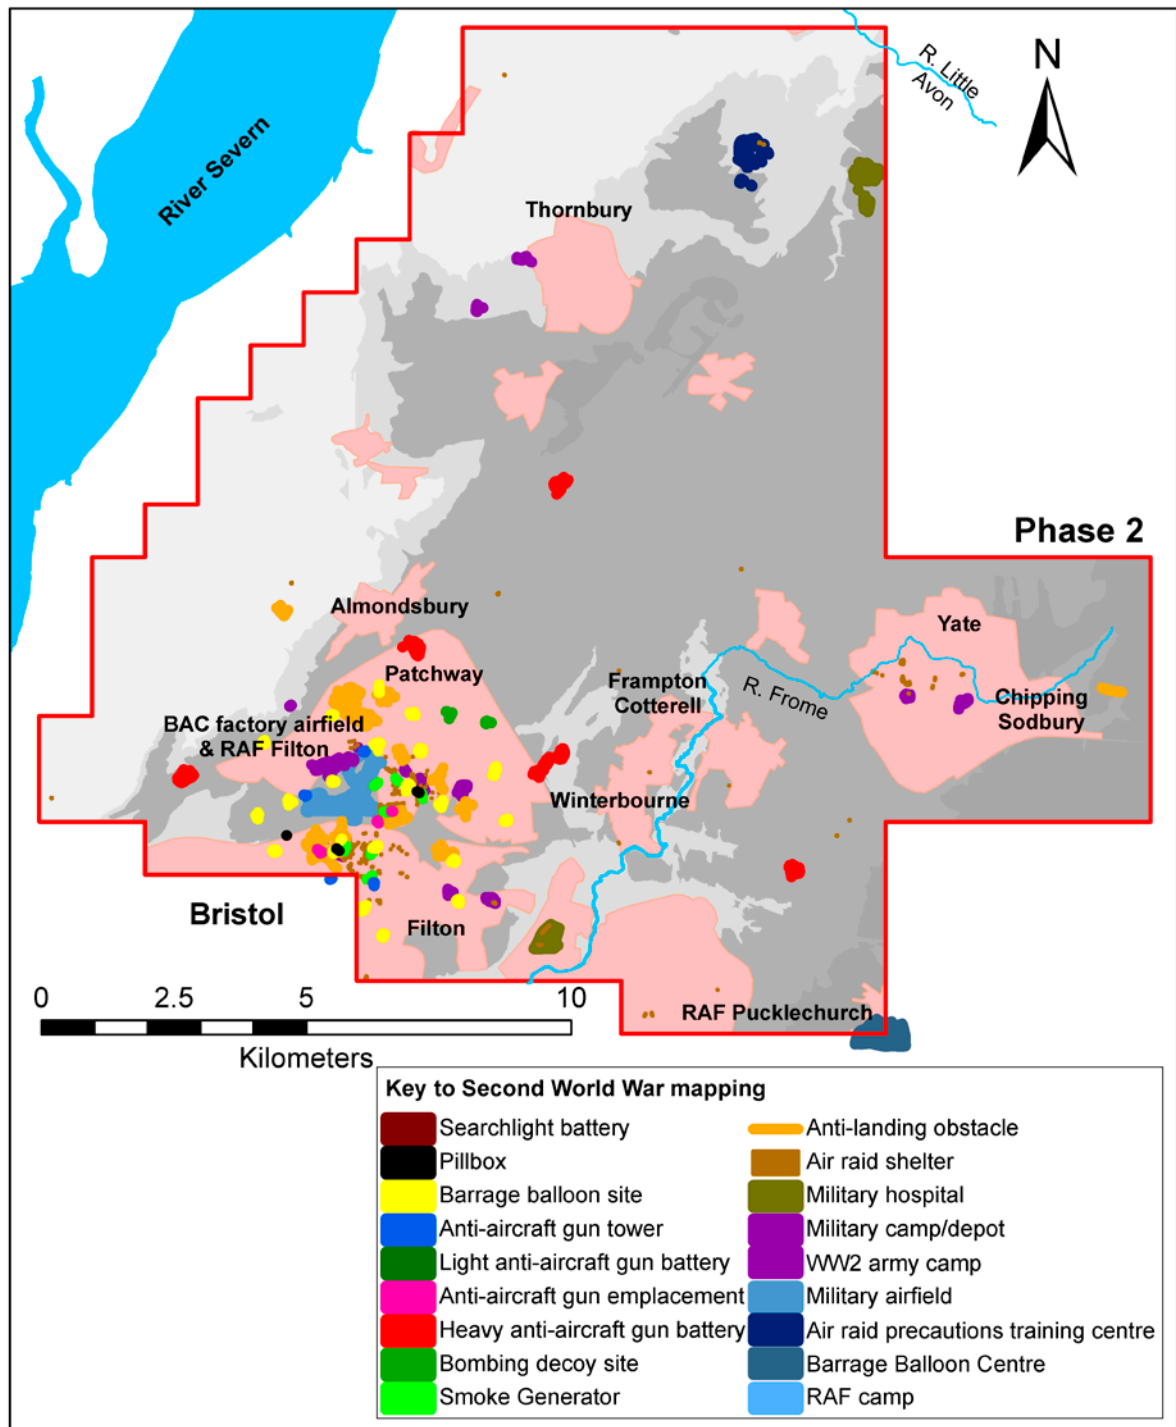 R. Little
Avon
N
River Severn
Thornbury
Phase 2
Almondsbury
Yate
Patchway
Frampton
Cotterell
R. Frome
Chipping
Sodbury
BAC factory airfield
& RAF Filton
Winterbourne
Bristol
Filton
RAF Pucklechurch
0 2.5 5 10
Kilometers
Key to Second World War mapping
Searchlight battery
Pillbox
Barrage balloon site
Anti-aircraft gun tower
Light anti-aircraft gun battery
Anti-aircraft gun emplacement
Heavy anti-aircraft gun battery
Bombing decoy site
Smoke Generator
Anti-landing obstacle
Air raid shelter
Military hospital
Military camp/depot
WW2 army camp
Military airfield
Air raid precautions training centre
Barrage Balloon Centre
RAF camp